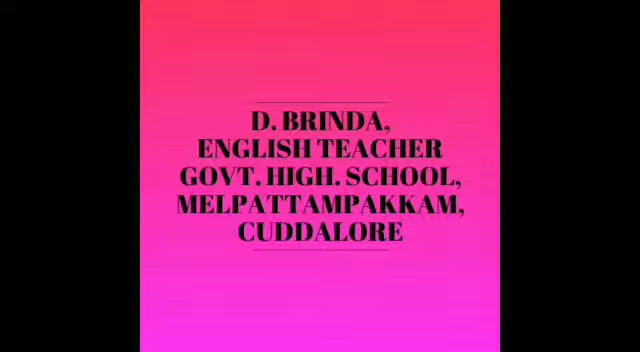 D. BRINDA,
ENGLISH TEACHER
GOVT. HIGH. SCHOOL,
MELPATTAMPAKKAM,
CUDDALORE